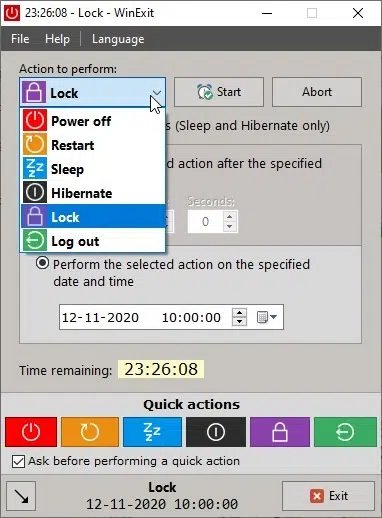 23:26:08 - Lock - WinExit
File Help Language
Action to perform:
Lock
Start
Abort
Power off
Restart
Sleep
Hibernate
Lock
Log out
(Sleep and Hibernate only)
action after the specified
Seconds:
0
Perform the selected action on the specified
date and time
12-11-2020 10:00:00
Time remaining: 23:26:08
Quick actions
Ask before performing a quick action
Lock
12-11-2020 10:00:00
Exit